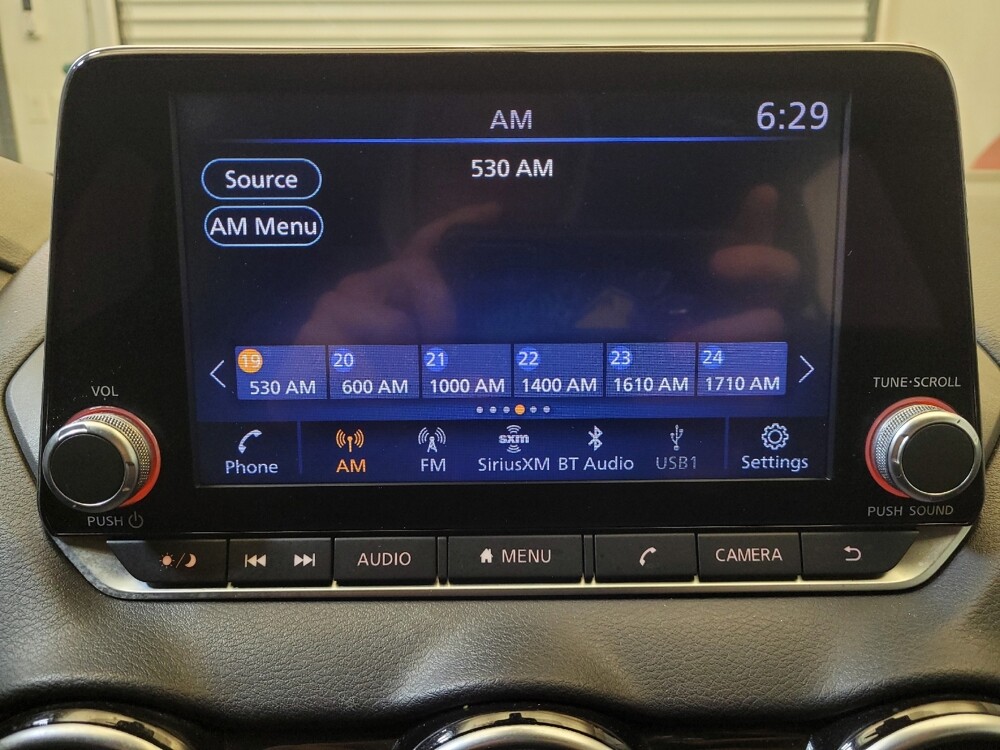 AM
6:29
530 AM
Source
AM Menu
19
20
21
22
23
24
530 AM
600 AM
1000 AM
1400 AM
1610 AM
1710 AM
VOL
TUNE·SCROLL
sxm
Phone
AM
FM
SiriusXM
BT Audio
USB1
Settings
PUSH
PUSH SOUND
AUDIO
MENU
CAMERA